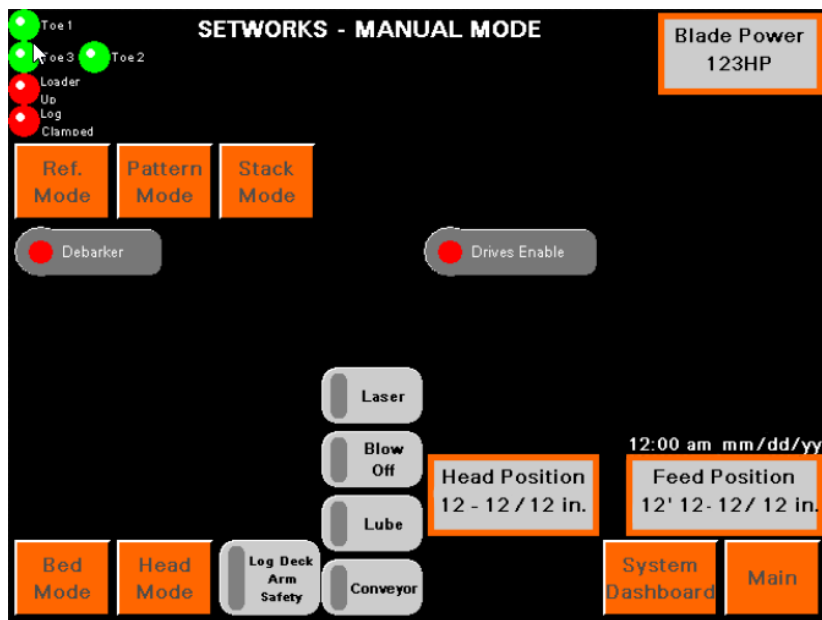 Toe 1
SETWORKS - MANUAL MODE
Blade Power
123HP
Toe 3
Toe 2
Loader
Up
Log
Clamped
Ref.
Mode
Pattern
Mode
Stack
Mode
Debarker
Drives Enable
Laser
Blow
Off
12:00 am mm/dd/yy
Head Position
12 - 12 / 12 in.
Feed Position
12' 12- 12/ 12 in.
Lube
Bed
Mode
Head
Mode
Log Deck
Arm
Safety
Conveyor
System
Dashboard
Main